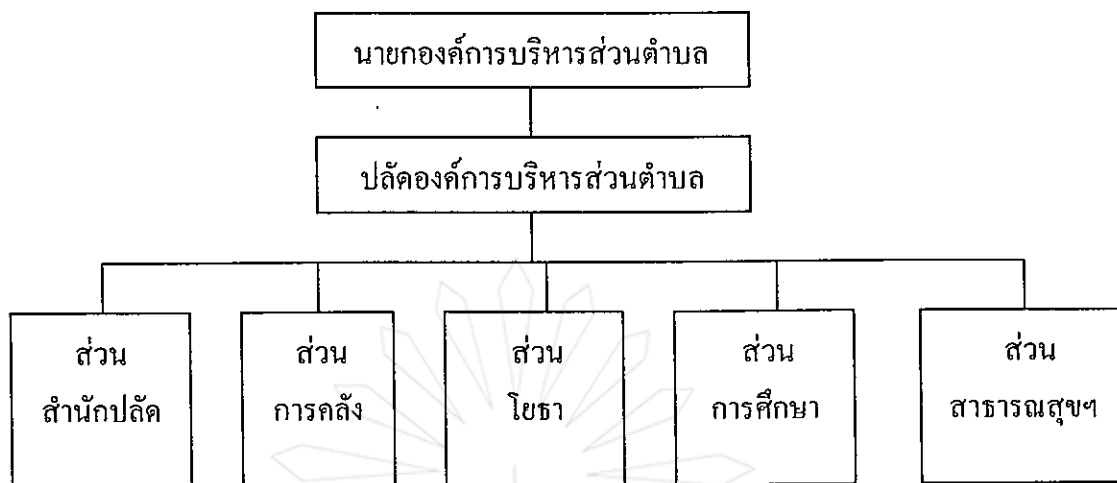 นายกองค์การบริหารส่วนตำบล
ปลัดองค์การบริหารส่วนตำบล
ส่วน
สำนักปลัด
ส่วน
การคลัง
ส่วน
โยธา
ส่วน
การศึกษา
ส่วน
สาธารณสุขฯ